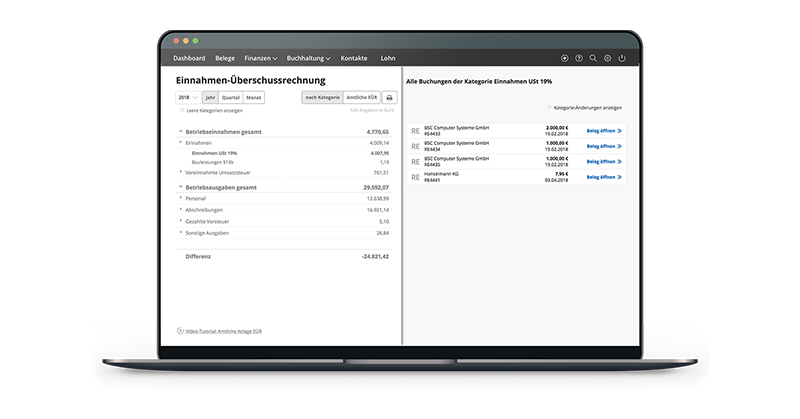 Dashboard Belege Finanzen Buchhaltung Kontakte Lohn
Einnahmen-Überschussrechnung
2018 Jahr Quartal Monat nach Kategorie Amtliche EÜR
Leere Kategorien anzeigen Alle Angaben in Euro
Betriebseinnahmen gesamt 4.770,65
Einnahmen 4.009,14
Einnahmen USt 19% 4.007,95
Bauleistungen §13b 1,19
Vereinnahmte Umsatzsteuer 761,51
Betriebsausgaben gesamt 29.592,07
Personal 12.638,99
Abschreibungen 16.921,14
Gezahlte Vorsteuer 5,10
Sonstige Ausgaben 26,84
Differenz -24.821,42
Video-Tutorial: Amtliche Anlage EÜR
Alle Buchungen der Kategorie Einnahmen USt 19%
Kategorie-Änderungen anzeigen
RE BSC Computer Systeme GmbH 2.000,00 € Beleg öffnen
RE4433 19.02.2018
RE BSC Computer Systeme GmbH 1.000,00 € Beleg öffnen
RE4434 19.02.2018
RE BSC Computer Systeme GmbH 1.000,00 € Beleg öffnen
RE4435 19.02.2018
RE Hanselmann KG 7,95 € Beleg öffnen
RE4441 03.04.2018